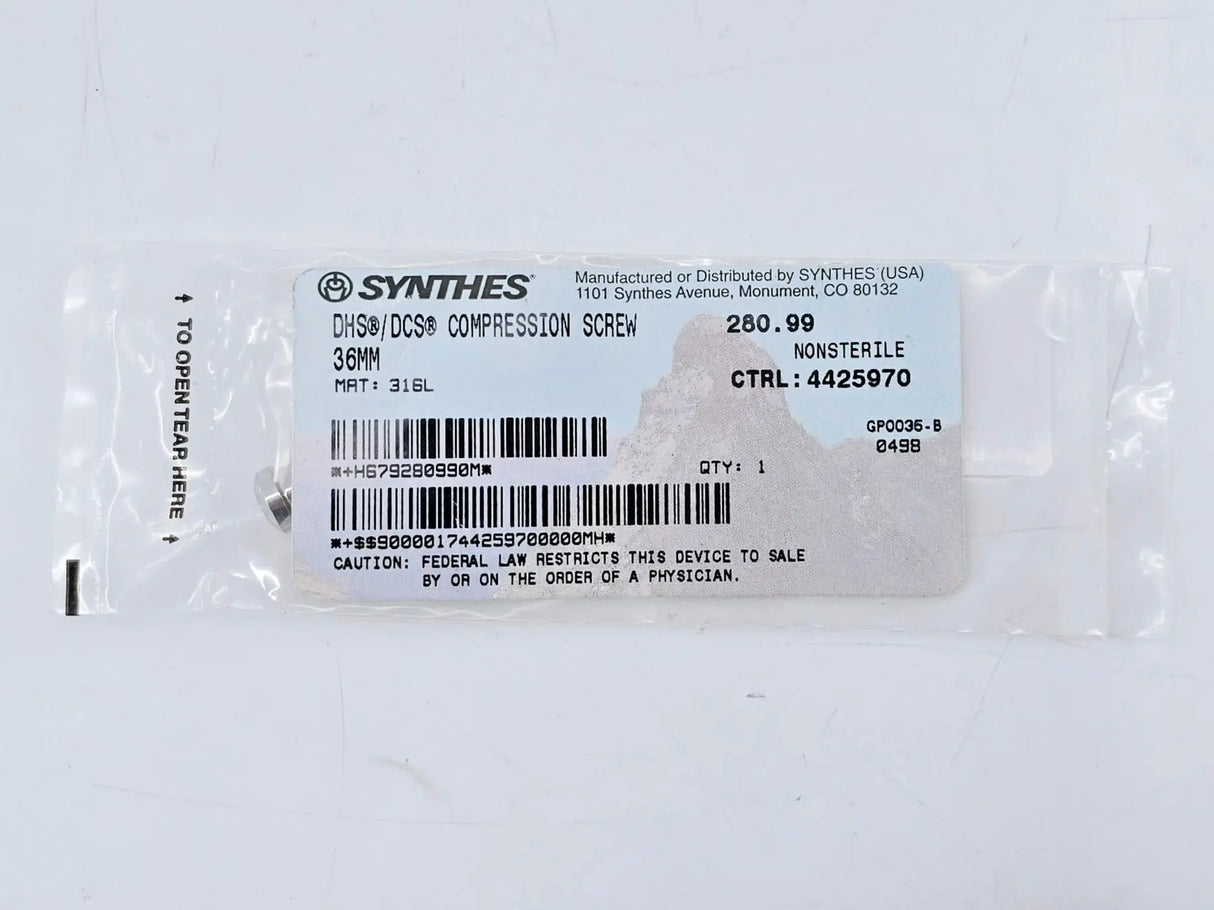 SYNTHES®
Manufactured or Distributed by SYNTHES (USA)
1101 Synthes Avenue, Monument, CO 80132
DHS®/DCS® COMPRESSION SCREW
280.99
36MM
NONSTERILE
MAT: 316L
CTRL: 4425970
GP0035-B
0498
*+H679280990M*
QTY: 1
*+$$900001744259700000MH*
CAUTION: FEDERAL LAW RESTRICTS THIS DEVICE TO SALE
BY OR ON THE ORDER OF A PHYSICIAN.
TO OPEN TEAR HERE